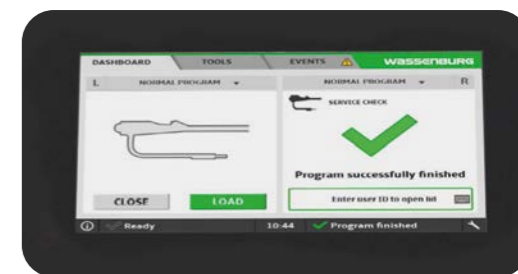 DASHBOARD TOOLS EVENTS WASSENBURG
L NORMAL PROGRAM NORMAL PROGRAM R
SERVICE CHECK
Program successfully finished
CLOSE LOAD Enter user ID to open lid
Ready 10:44 Program finished